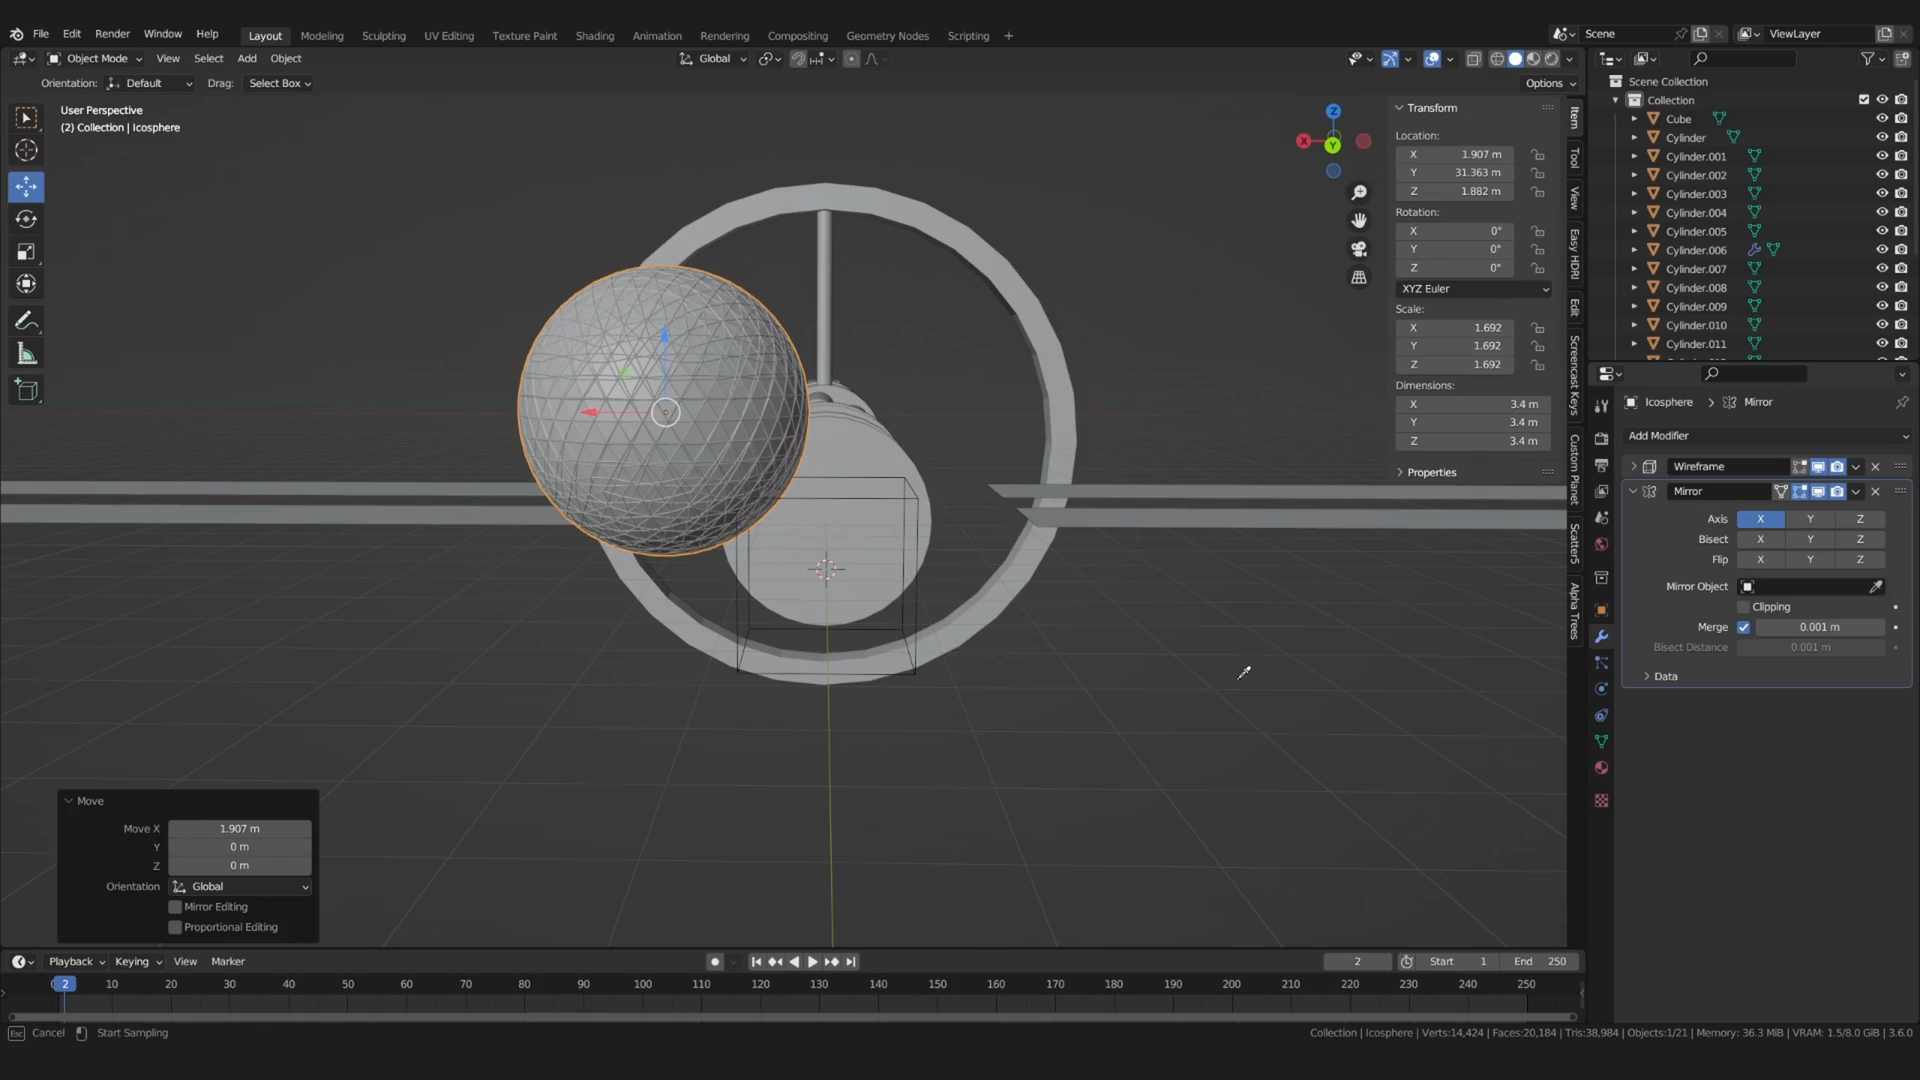 File Edit Render Window Help Layout Modeling Sculpting UV Editing Texture Paint Shading Animation Rendering Compositing Geometry Nodes Scripting + Scene ViewLayer
Object Mode View Select Add Object Global
Orientation: Default Drag: Select Box Options
User Perspective
(2) Collection | Icosphere
Z
X
Y
Transform
Location:
X 1.907 m
Y 31.363 m
Z 1.882 m
Rotation:
X 0°
Y 0°
Z 0°
XYZ Euler
Scale:
X 1.692
Y 1.692
Z 1.692
Dimensions:
X 3.4 m
Y 3.4 m
Z 3.4 m
Properties
Item
Tool
View
Easy HDRI
Edit
Screencast Keys
Custom Planet
Scatter5
Alpha Trees
Scene Collection
Collection
Cube
Cylinder
Cylinder.001
Cylinder.002
Cylinder.003
Cylinder.004
Cylinder.005
Cylinder.006
Cylinder.007
Cylinder.008
Cylinder.009
Cylinder.010
Cylinder.011
Icosphere > Mirror
Add Modifier
Wireframe
Mirror
Axis X Y Z
Bisect X Y Z
Flip X Y Z
Mirror Object
Clipping
Merge 0.001 m
Bisect Distance 0.001 m
Data
Move
Move X 1.907 m
Y 0 m
Z 0 m
Orientation Global
Mirror Editing
Proportional Editing
Playback Keying View Marker 2 Start 1 End 250
2 10 20 30 40 50 60 70 80 90 100 110 120 130 140 150 160 170 180 190 200 210 220 230 240 250
Esc Cancel Start Sampling Collection | Icosphere | Verts:14,424 | Faces:20,184 | Tris:38,984 | Objects:1/21 | Memory: 36.3 MiB | VRAM: 1.5/8.0 GiB | 3.6.0